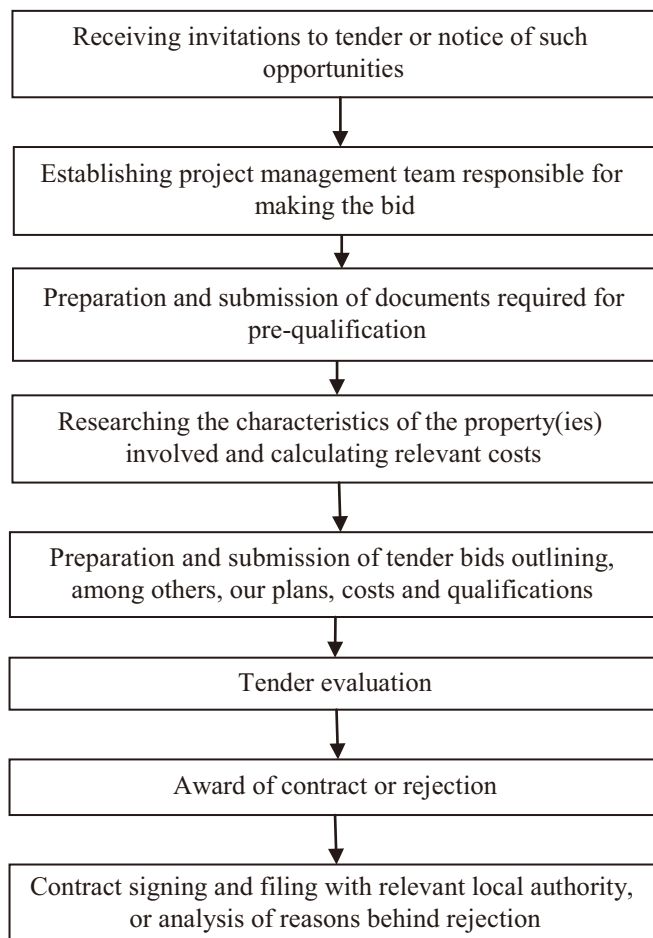 Receiving invitations to tender or notice of such
opportunities
Establishing project management team responsible for
making the bid
Preparation and submission of documents required for
pre-qualification
Researching the characteristics of the property(ies)
involved and calculating relevant costs
Preparation and submission of tender bids outlining,
among others, our plans, costs and qualifications
Tender evaluation
Award of contract or rejection
Contract signing and filing with relevant local authority,
or analysis of reasons behind rejection